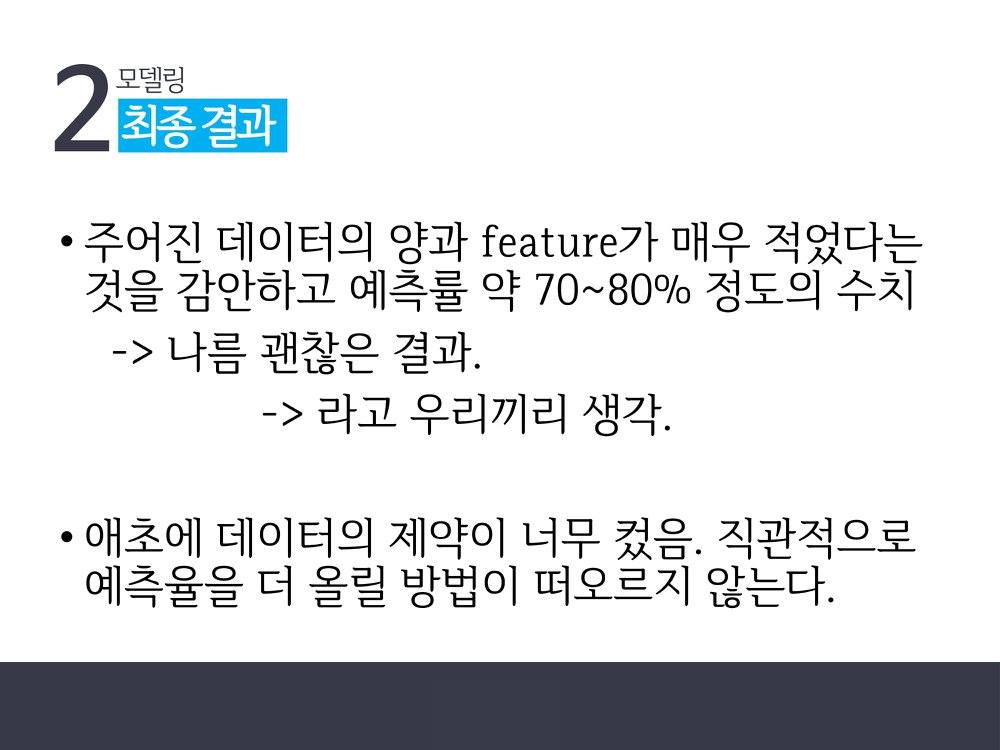 2
모델링
최종 결과
• 주어진 데이터의 양과 feature가 매우 적었다는
것을 감안하고 예측률 약 70~80% 정도의 수치
-> 나름 괜찮은 결과.
-> 라고 우리끼리 생각.
• 애초에 데이터의 제약이 너무 컸음. 직관적으로
예측율을 더 올릴 방법이 떠오르지 않는다.